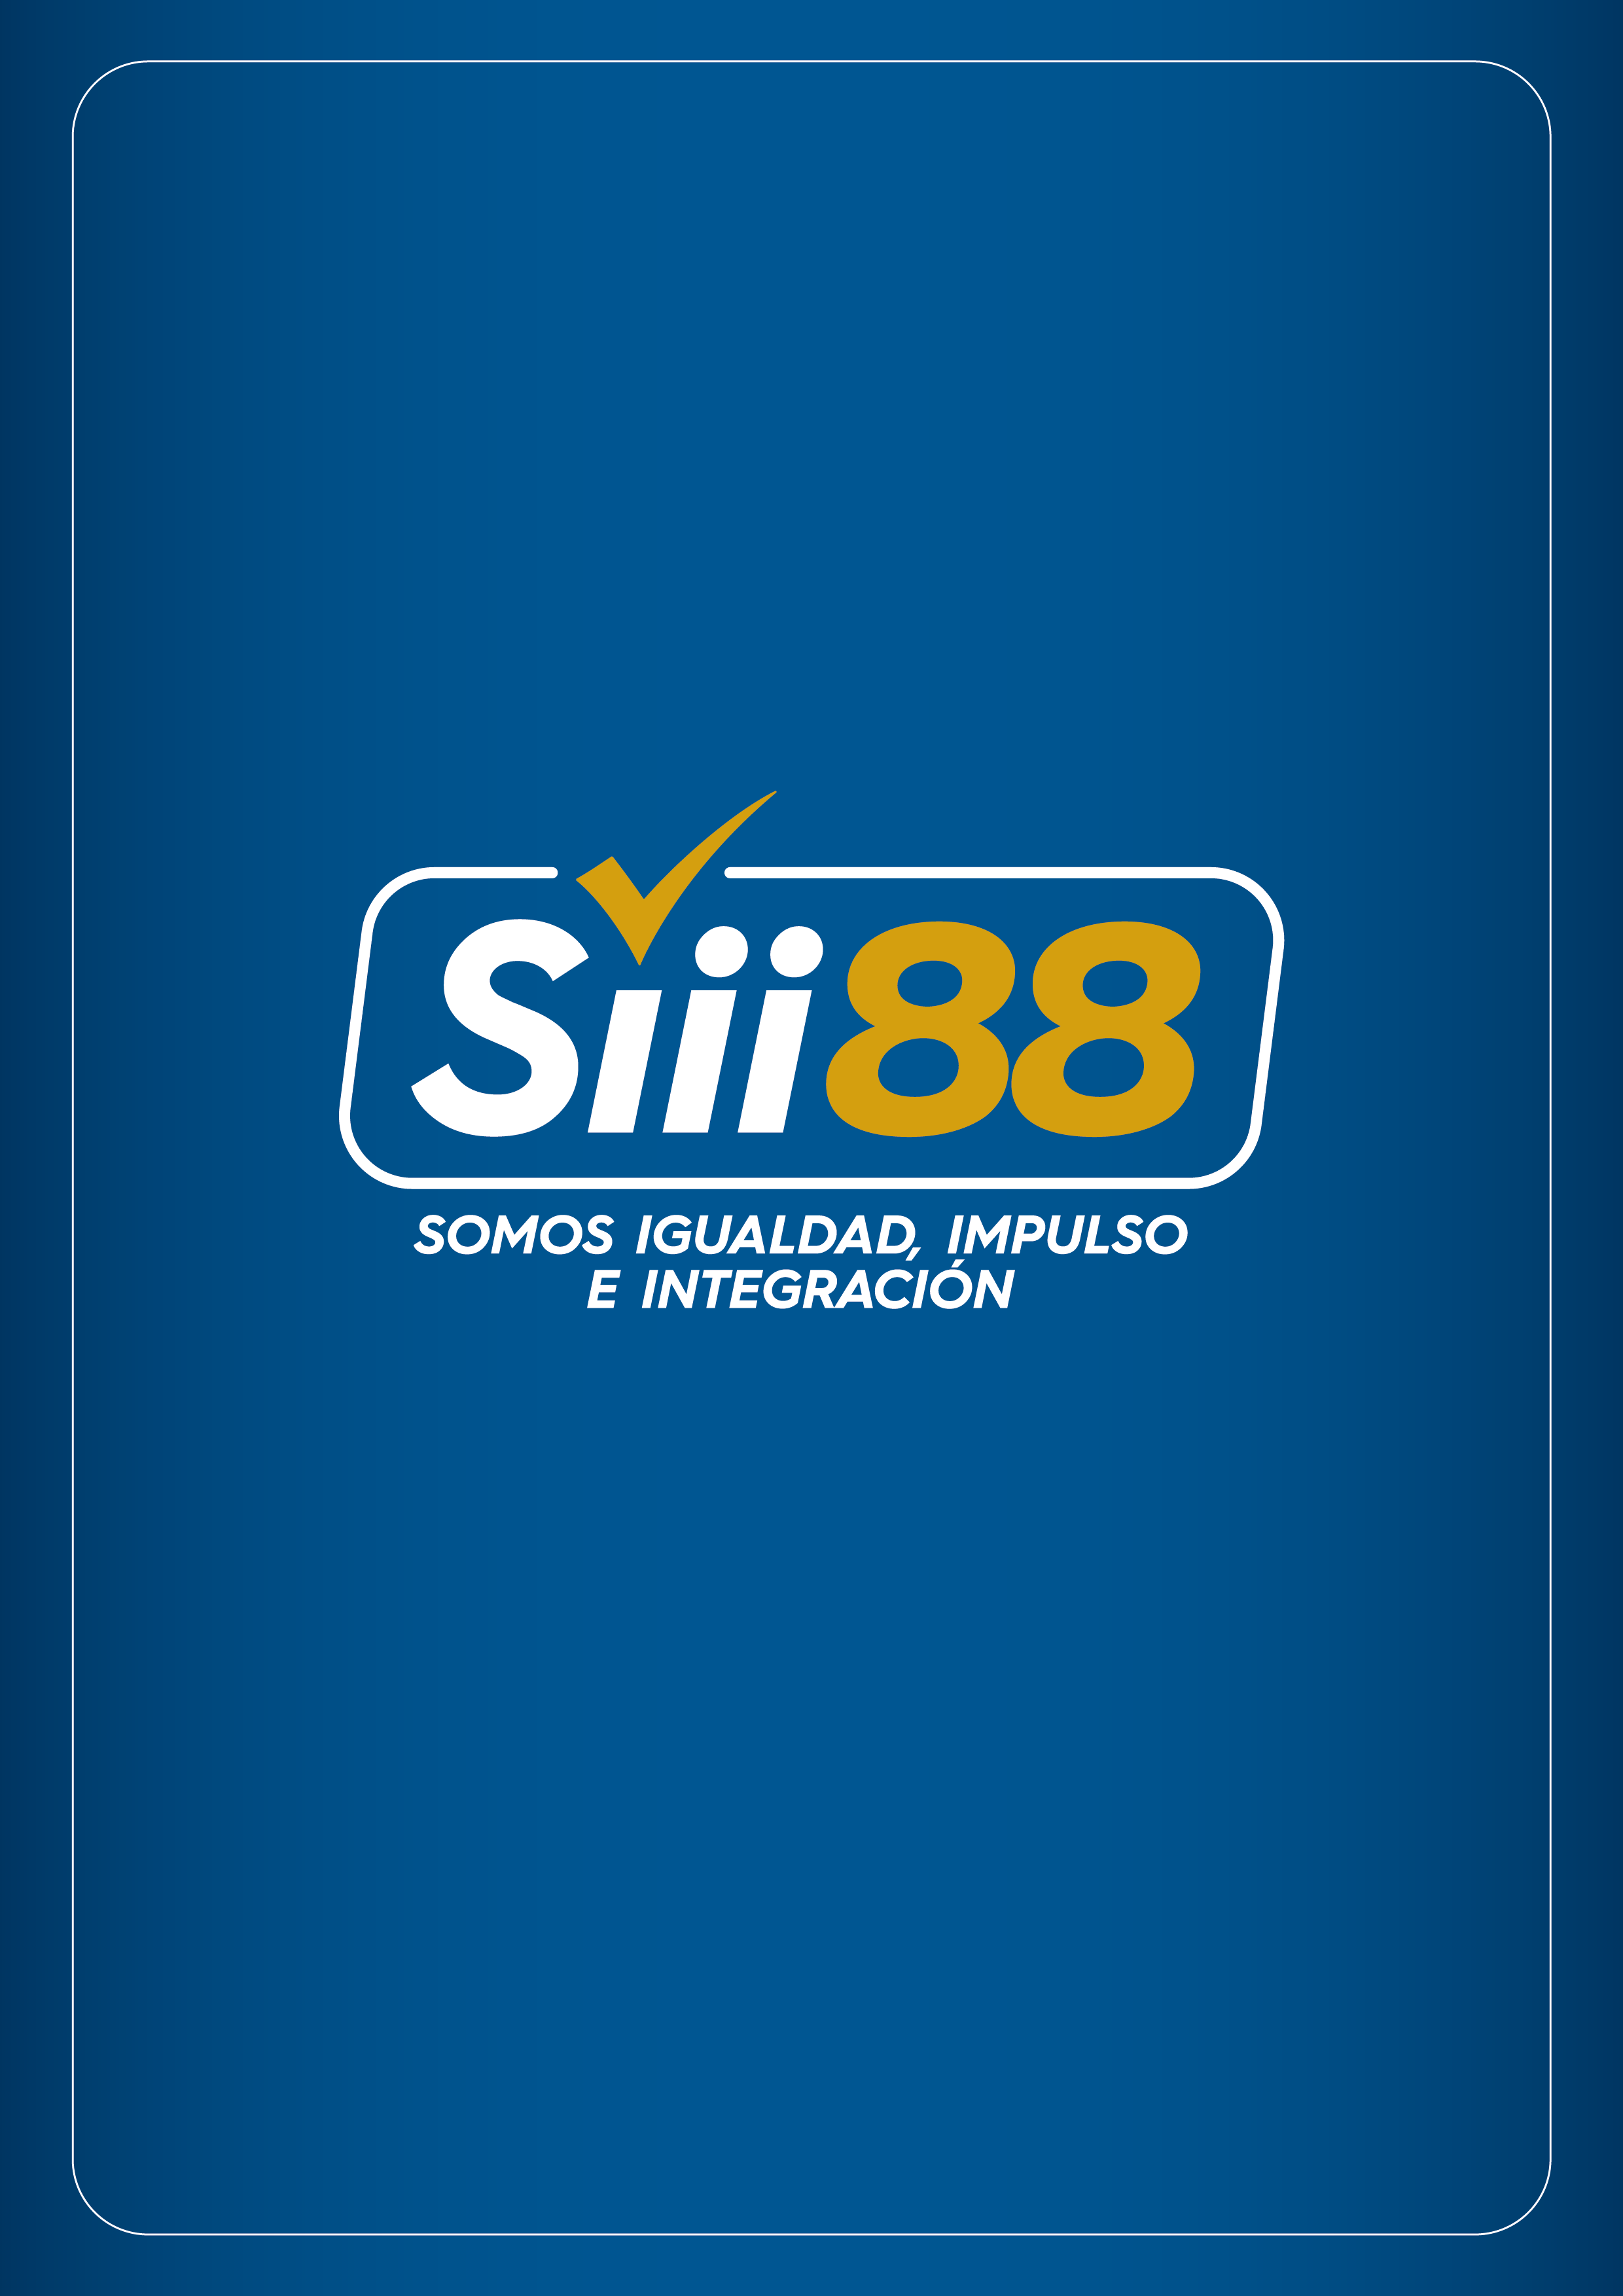 Siii88
SOMOS IGUALDAD, IMPULSO
E INTEGRACIÓN